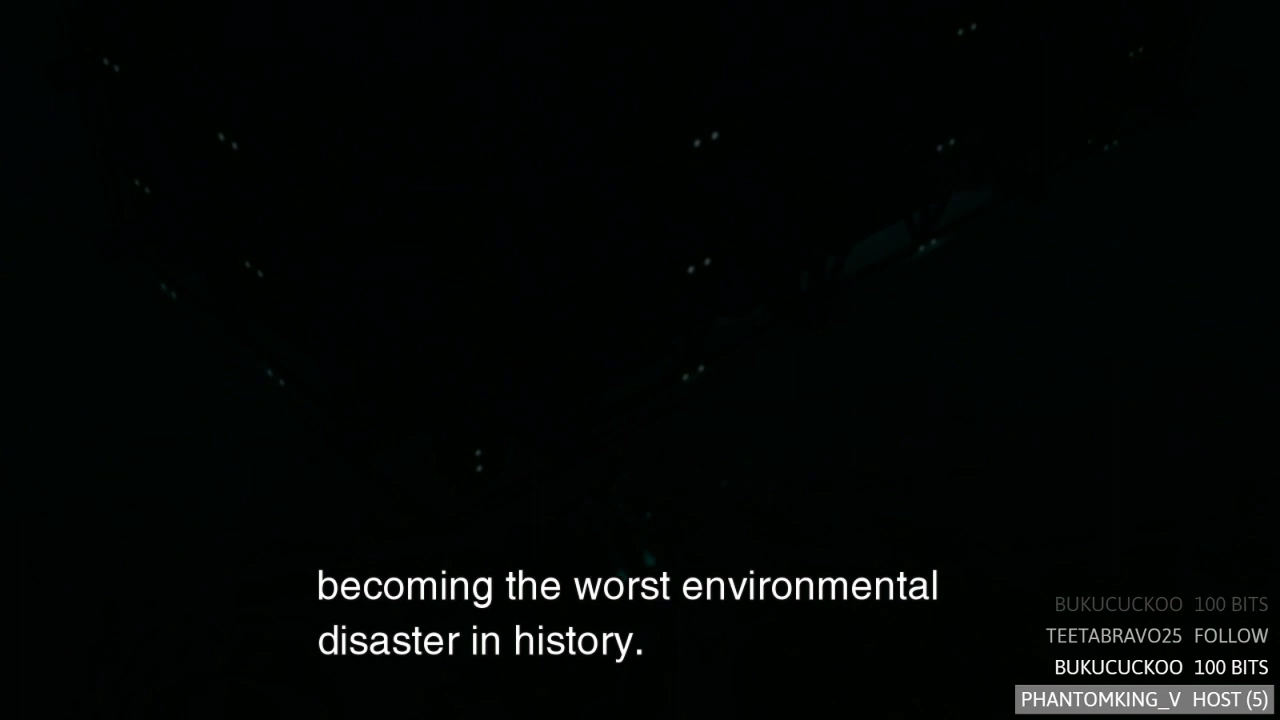 becoming the worst environmental
disaster in history.
BUKUCUCKOO 100 BITS
TEETABRAVO25 FOLLOW
BUKUCUCKOO 100 BITS
PHANTOMKING_V HOST (5)